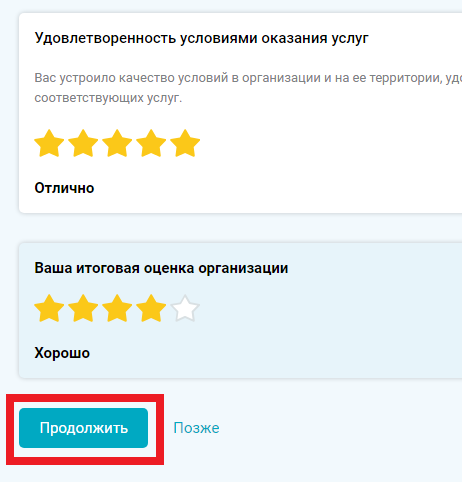 Удовлетворенность условиями оказания услуг
Вас устроило качество условий в организации и на ее территории,
соответствующих услуг.
Отлично
Ваша итоговая оценка организации
Хорошо
Продолжить
Позже